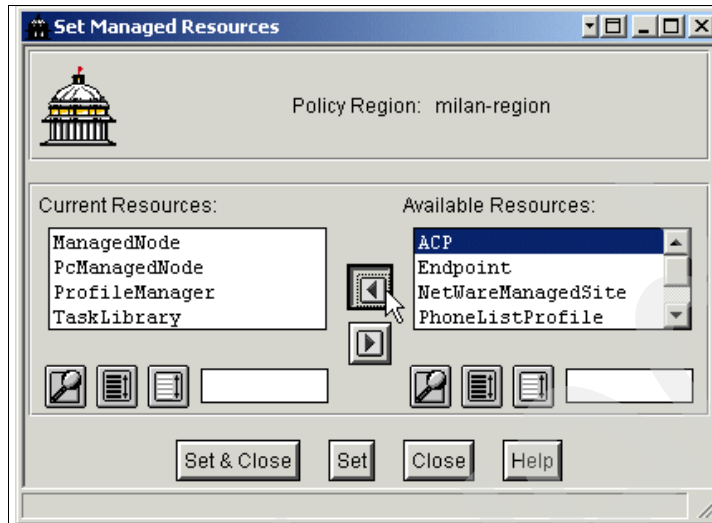 Set Managed Resources
Policy Region: milan-region
Current Resources:
ManagedNode
PcManagedNode
ProfileManager
TaskLibrary
Available Resources:
ACP
Endpoint
NetWareManagedSite
PhoneListProfile
Set & Close
Set
Close
Help